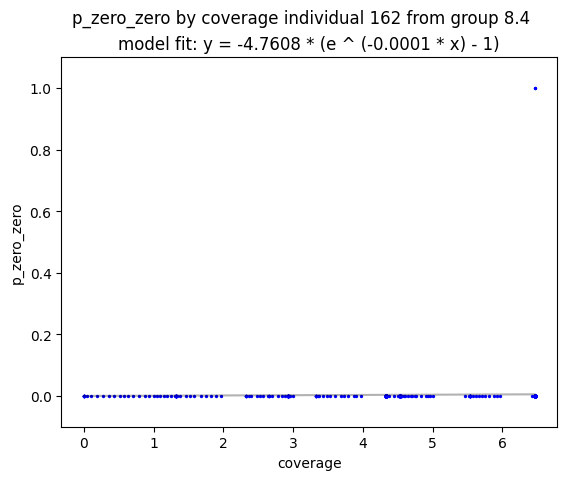 p_zero_zero by coverage individual 162 from group 8.4
model fit: y = -4.7608 * (e ^ (-0.0001 * x) - 1)
1.0
0.8
0.6
0.4
0.2
0.0
p_zero_zero
0 1 2 3 4 5 6
coverage